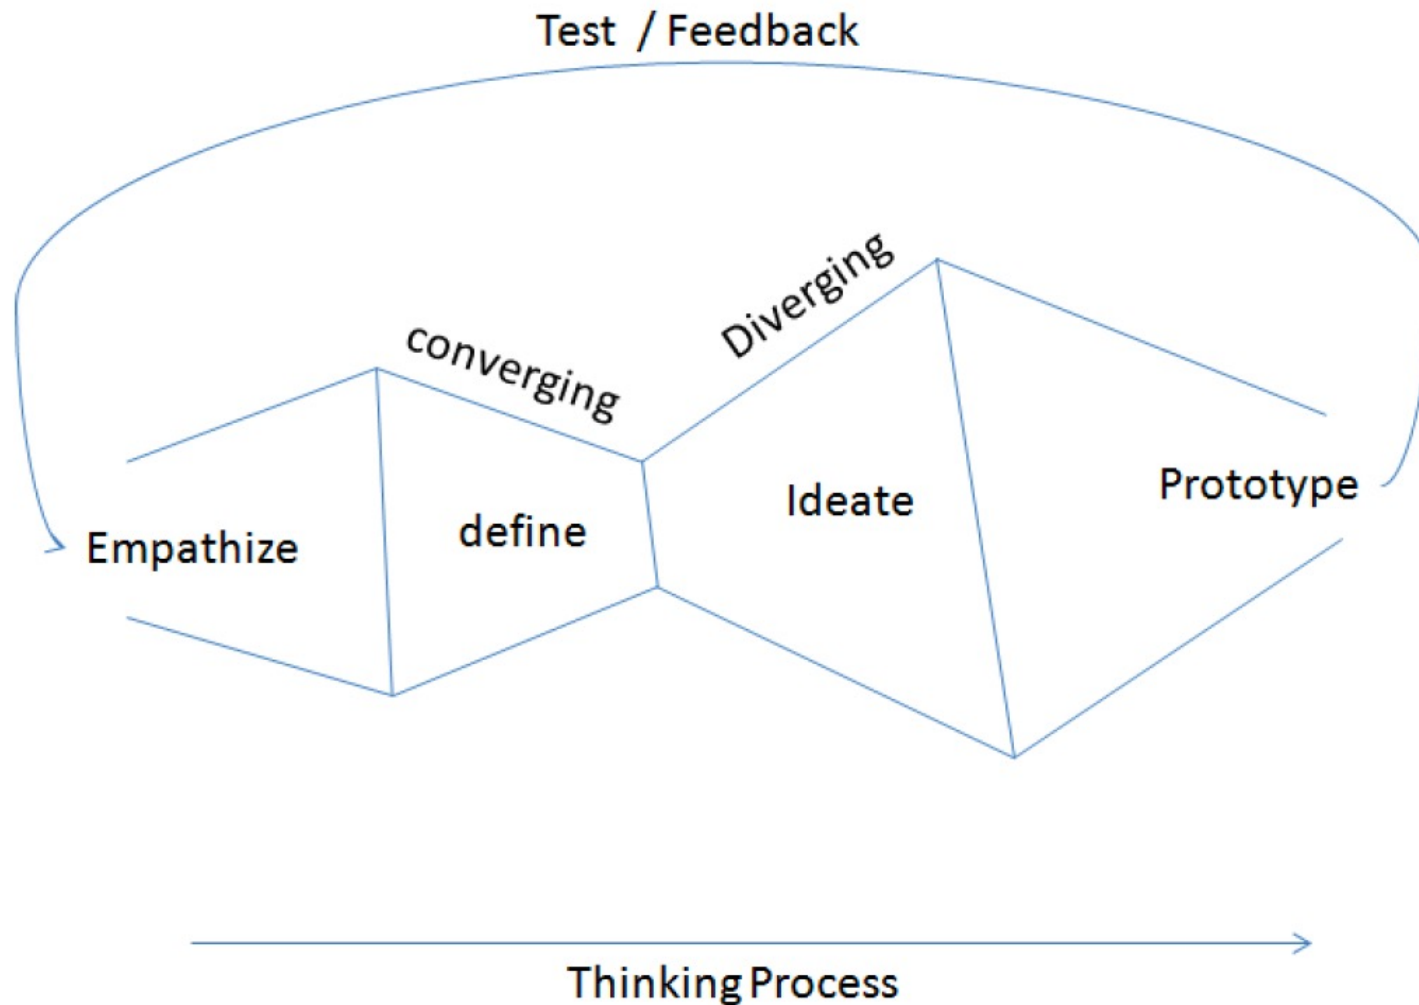 Test / Feedback
converging
Diverging
Empathize
define
Ideate
Prototype
Thinking Process